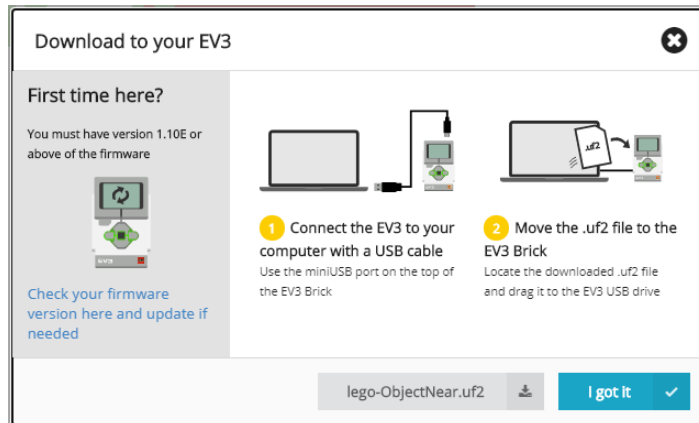 Download to your EV3
First time here?
You must have version 1.10E or
above of the firmware
EV3
Check your firmware
version here and update if
needed
.uf2
1 Connect the EV3 to your
computer with a USB cable
Use the miniUSB port on the top of
the EV3 Brick
2 Move the .uf2 file to the
EV3 Brick
Locate the downloaded .uf2 file
and drag it to the EV3 USB drive
lego-ObjectNear.uf2
I got it